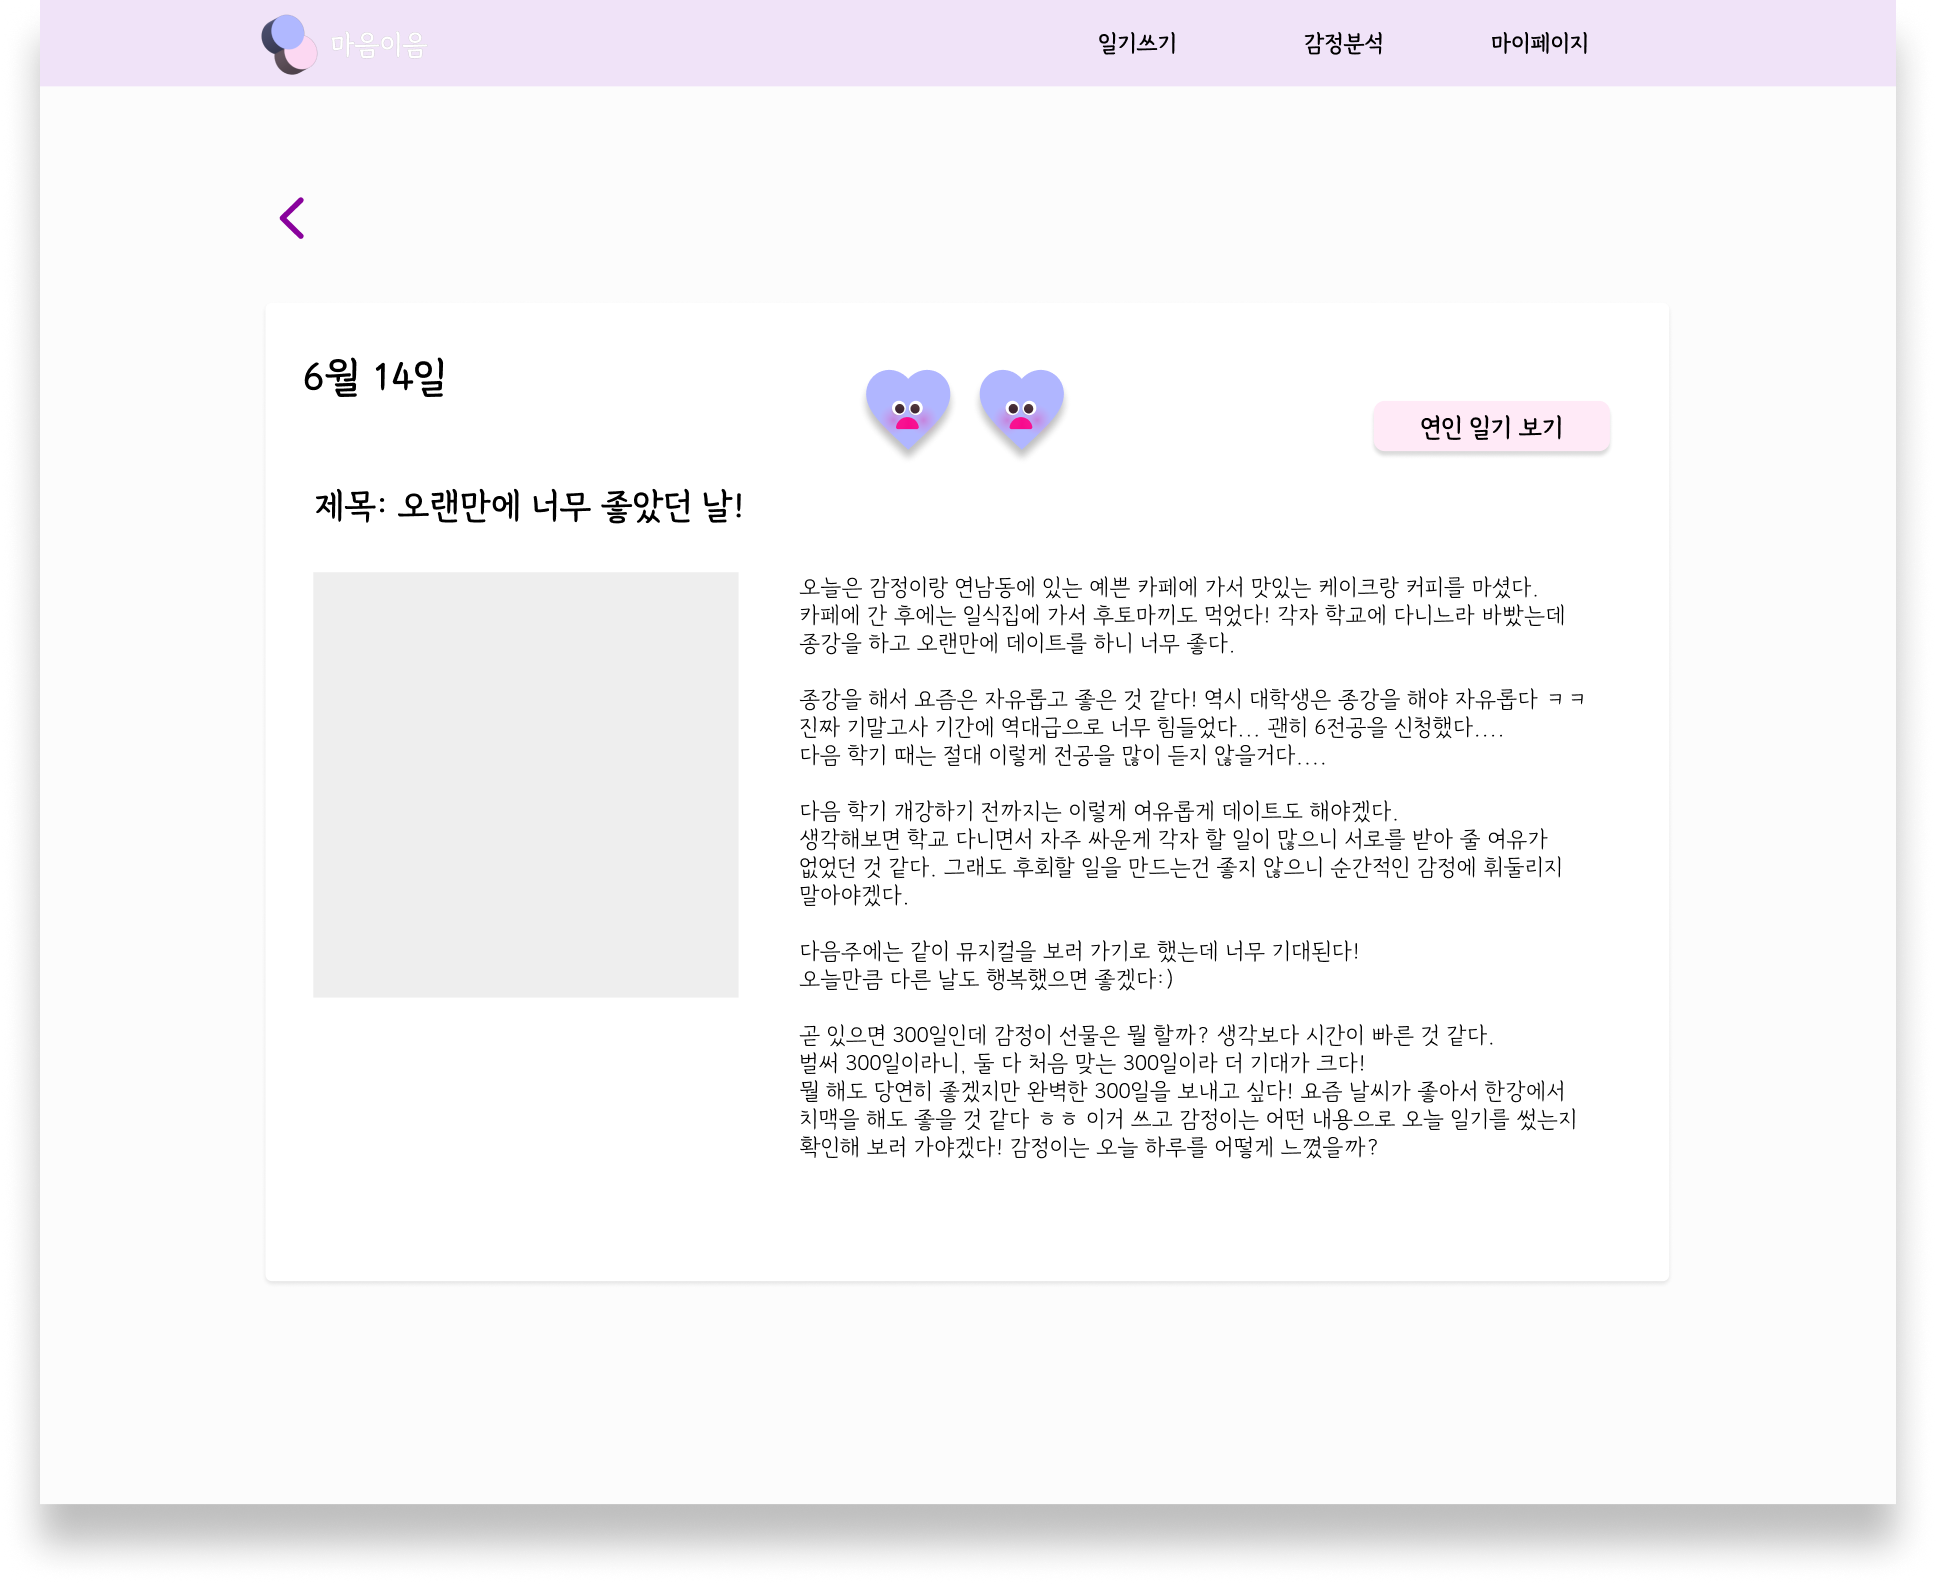 마음이음
일기쓰기
감정분석
마이페이지
6월 14일
연인 일기 보기
제목: 오랜만에 너무 좋았던 날!
오늘은 감정이랑 연남동에 있는 예쁜 카페에 가서 맛있는 케이크랑 커피를 마셨다.
카페에 간 후에는 일식집에 가서 후토마끼도 먹었다! 각자 학교에 다니느라 바빴는데
종강을 하고 오랜만에 데이트를 하니 너무 좋다.
종강을 해서 요즘은 자유롭고 좋은 것 같다! 역시 대학생은 종강을 해야 자유롭다 ㅋㅋ
진짜 기말고사 기간에 역대급으로 너무 힘들었다... 괜히 6전공을 신청했다....
다음 학기 때는 절대 이렇게 전공을 많이 듣지 않을거다....
다음 학기 개강하기 전까지는 이렇게 여유롭게 데이트도 해야겠다.
생각해보면 학교 다니면서 자주 싸운게 각자 할 일이 많으니 서로를 받아 줄 여유가
없었던 것 같다. 그래도 후회할 일을 만드는건 좋지 않으니 순간적인 감정에 휘둘리지
말아야겠다.
다음주에는 같이 뮤지컬을 보러 가기로 했는데 너무 기대된다!
오늘만큼 다른 날도 행복했으면 좋겠다:)
곧 있으면 300일인데 감정이 선물은 뭘 할까? 생각보다 시간이 빠른 것 같다.
벌써 300일이라니, 둘 다 처음 맞는 300일이라 더 기대가 크다!
뭘 해도 당연히 좋겠지만 완벽한 300일을 보내고 싶다! 요즘 날씨가 좋아서 한강에서
치맥을 해도 좋을 것 같다 ㅎㅎ 이거 쓰고 감정이는 어떤 내용으로 오늘 일기를 썼는지
확인해 보러 가야겠다! 감정이는 오늘 하루를 어떻게 느꼈을까?